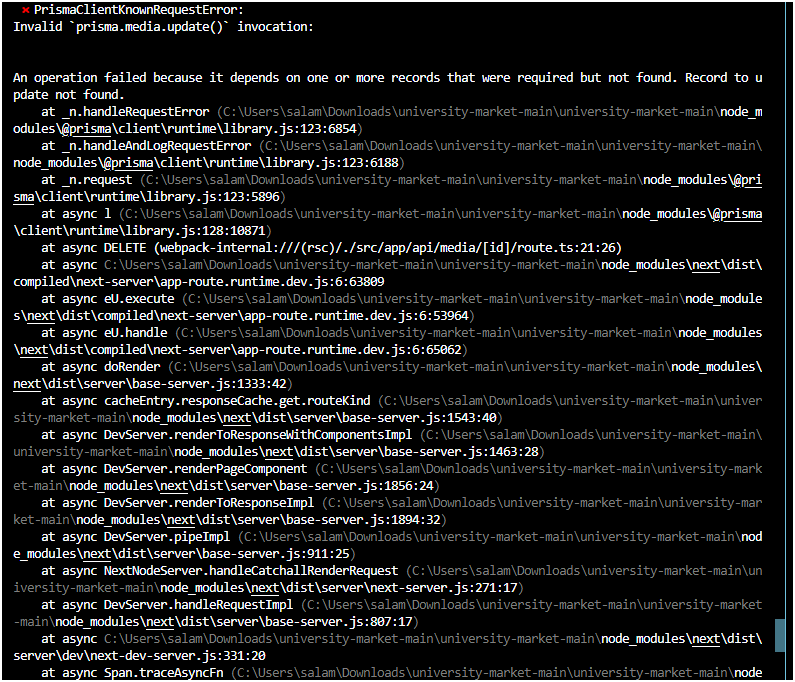 × PrismaClientKnownRequestError:
Invalid `prisma.media.update()` invocation:
An operation failed because it depends on one or more records that were required but not found. Record to u
pdate not found.
at _n.handleRequestError (C:\Users\salam\Downloads\university-market-main\university-market-main\node_m
odules\@prisma\client\runtime\library.js:123:6854)
at _n.handleAndLogRequestError (C:\Users\salam\Downloads\university-market-main\university-market-main\
node_modules\@prisma\client\runtime\library.js:123:6188)
at _n.request (C:\Users\salam\Downloads\university-market-main\university-market-main\node_modules\@pri
sma\client\runtime\library.js:123:5896)
at async l (C:\Users\salam\Downloads\university-market-main\university-market-main\node_modules\@prisma
\client\runtime\library.js:128:10871)
at async DELETE (webpack-internal:///(rsc)/./src/app/api/media/[id]/route.ts:21:26)
at async C:\Users\salam\Downloads\university-market-main\university-market-main\node_modules\next\dist\
compiled\next-server\app-route.runtime.dev.js:6:63809
at async eU.execute (C:\Users\salam\Downloads\university-market-main\university-market-main\node_module
s\next\dist\compiled\next-server\app-route.runtime.dev.js:6:53964)
at async eU.handle (C:\Users\salam\Downloads\university-market-main\university-market-main\node_modules
\next\dist\compiled\next-server\app-route.runtime.dev.js:6:65062)
at async doRender (C:\Users\salam\Downloads\university-market-main\university-market-main\node_modules\
next\dist\server\base-server.js:1333:42)
at async cacheEntry.responseCache.get.routeKind (C:\Users\salam\Downloads\university-market-main\univer
sity-market-main\node_modules\next\dist\server\base-server.js:1543:40)
at async DevServer.renderToResponseWithComponentsImpl (C:\Users\salam\Downloads\university-market-main\
university-market-main\node_modules\next\dist\server\base-server.js:1463:28)
at async DevServer.renderPageComponent (C:\Users\salam\Downloads\university-market-main\university-mark
et-main\node_modules\next\dist\server\base-server.js:1856:24)
at async DevServer.renderToResponseImpl (C:\Users\salam\Downloads\university-market-main\university-mar
ket-main\node_modules\next\dist\server\base-server.js:1894:32)
at async DevServer.pipeImpl (C:\Users\salam\Downloads\university-market-main\university-market-main\nod
e_modules\next\dist\server\base-server.js:911:25)
at async NextNodeServer.handleCatchallRenderRequest (C:\Users\salam\Downloads\university-market-main\un
iversity-market-main\node_modules\next\dist\server\next-server.js:271:17)
at async DevServer.handleRequestImpl (C:\Users\salam\Downloads\university-market-main\university-market
-main\node_modules\next\dist\server\base-server.js:807:17)
at async C:\Users\salam\Downloads\university-market-main\university-market-main\node_modules\next\dist\
server\dev\next-dev-server.js:331:20
at async Span.traceAsyncFn (C:\Users\salam\Downloads\university-market-main\university-market-main\node